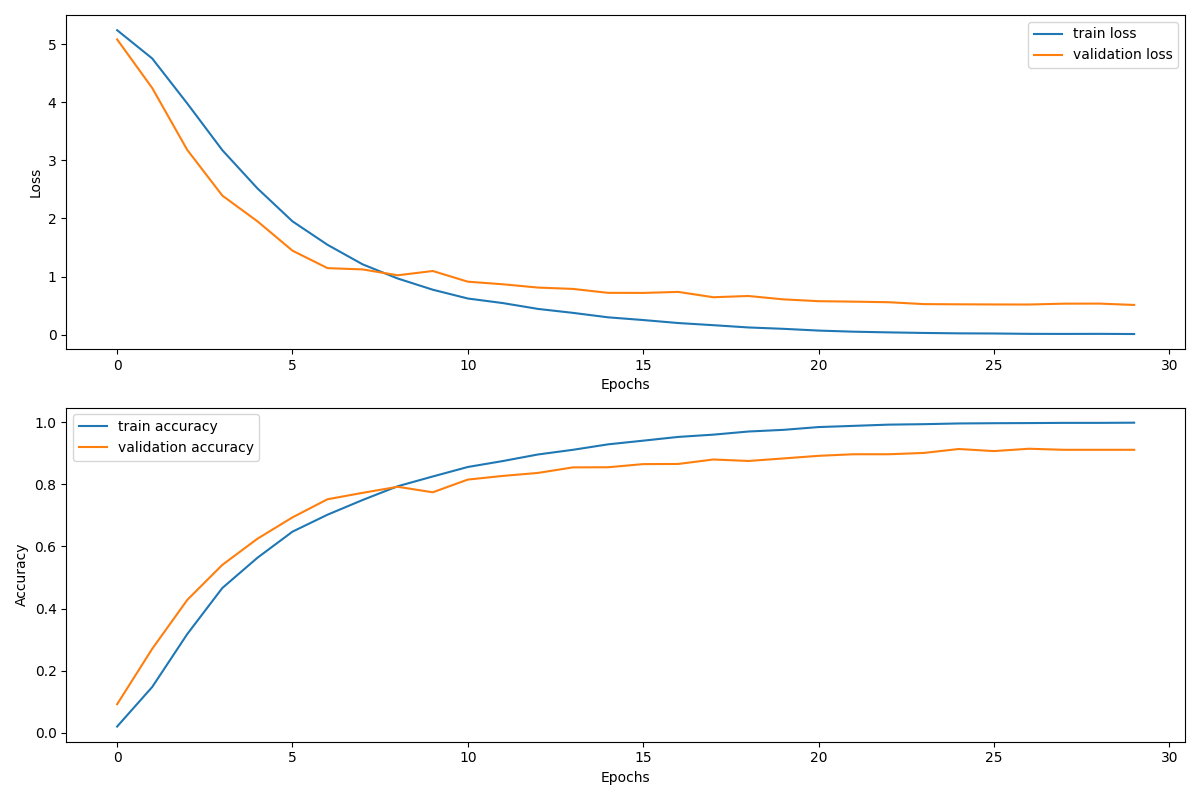 train loss
validation loss
5
4
3
2
1
0
Loss
0 5 10 15 20 25 30
Epochs
train accuracy
validation accuracy
1.0
0.8
0.6
0.4
0.2
0.0
Accuracy
0 5 10 15 20 25 30
Epochs